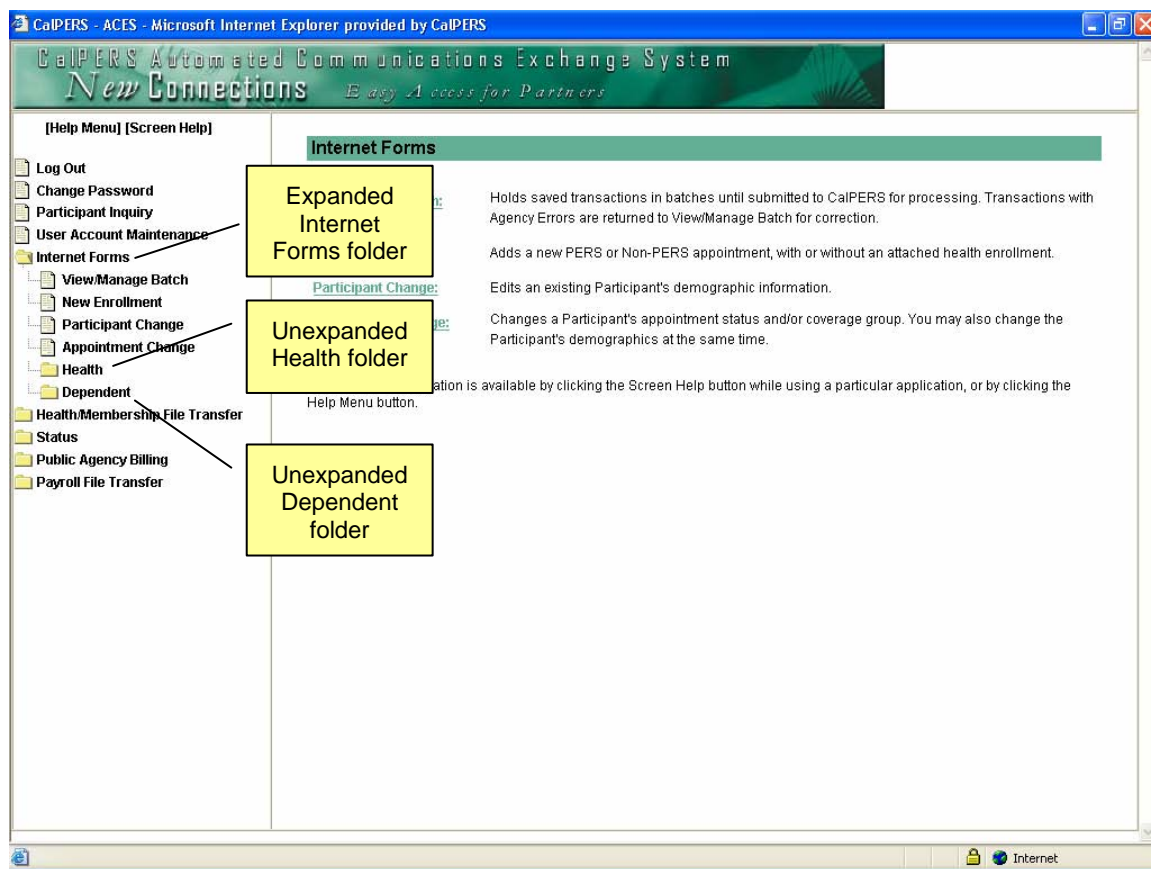 CalPERS - ACES - Microsoft Internet Explorer provided by CalPERS
CalPERS Automated Communications Exchange System
New Connections Easy Access for Partners
[Help Menu] [Screen Help]
Log Out
Change Password
Participant Inquiry
User Account Maintenance
Internet Forms
View/Manage Batch
New Enrollment
Participant Change
Appointment Change
Health
Dependent
Health/Membership File Transfer
Status
Public Agency Billing
Payroll File Transfer
Expanded
Internet
Forms folder
Unexpanded
Health folder
Unexpanded
Dependent
folder
Internet Forms
Holds saved transactions in batches until submitted to CalPERS for processing. Transactions with
Agency Errors are returned to View/Manage Batch for correction.
Adds a new PERS or Non-PERS appointment, with or without an attached health enrollment.
Participant Change: Edits an existing Participant's demographic information.
Changes a Participant's appointment status and/or coverage group. You may also change the
Participant's demographics at the same time.
ation is available by clicking the Screen Help button while using a particular application, or by clicking the
Help Menu button.
Internet